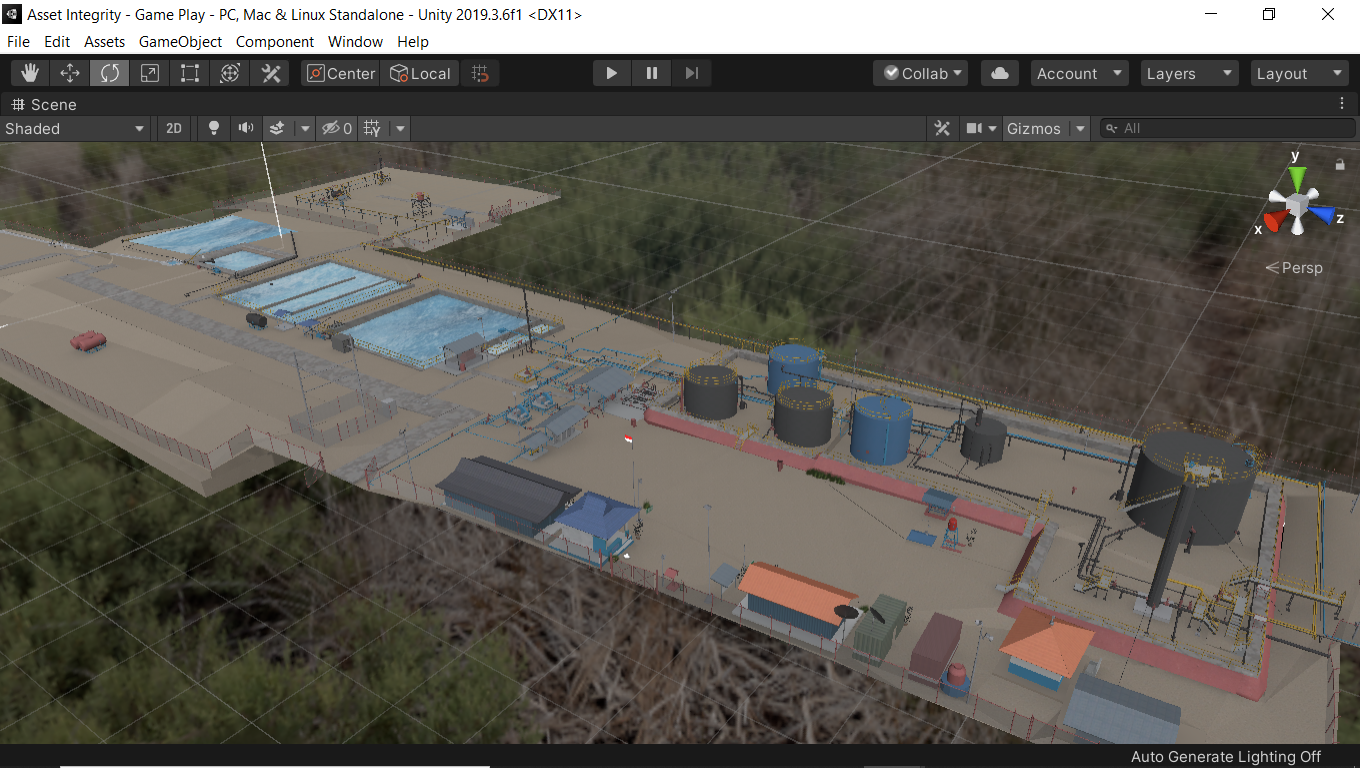 Asset Integrity - Game Play - PC, Mac & Linux Standalone - Unity 2019.3.6f1 <DX11>
File Edit Assets GameObject Component Window Help
Center Local Collab Account Layers Layout
Scene
Shaded 2D 0 Gizmos All
y
x z
Persp
Auto Generate Lighting Off